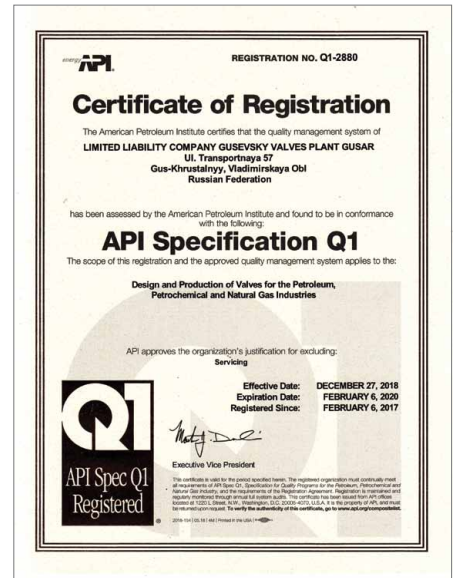 energy API.
REGISTRATION NO. Q1-2880
Certificate of Registration
The American Petroleum Institute certifies that the quality management system of
LIMITED LIABILITY COMPANY GUSEVSKY VALVES PLANT GUSAR
Ul. Transportnaya 57
Gus-Khrustalnyy, Vladimirskaya Obl
Russian Federation
has been assessed by the American Petroleum Institute and found to be in conformance
with the following:
API Specification Q1
The scope of this registration and the approved quality management system applies to the:
Design and Production of Valves for the Petroleum,
Petrochemical and Natural Gas Industries
API approves the organization's justification for excluding:
Servicing
Effective Date: DECEMBER 27, 2018
Expiration Date: FEBRUARY 6, 2020
Registered Since: FEBRUARY 6, 2017
Executive Vice President
Q1
API Spec Q1
Registered
®
This certificate is valid for the period specified herein. The registered organization must continually meet
all requirements of API Spec Q1, Specification for Quality Programs for the Petroleum, Petrochemical and
Natural Gas Industry, and the requirements of the Registration Agreement. Registration is maintained and
regularly monitored through annual full system audits. This certificate has been issued from API offices
located at 1220 L Street, N.W., Washington, D.C. 20005-4070, U.S.A. It is the property of API, and must
be returned upon request. To verify the authenticity of this certificate, go to www.api.org/compositelist.
Printed in the USA